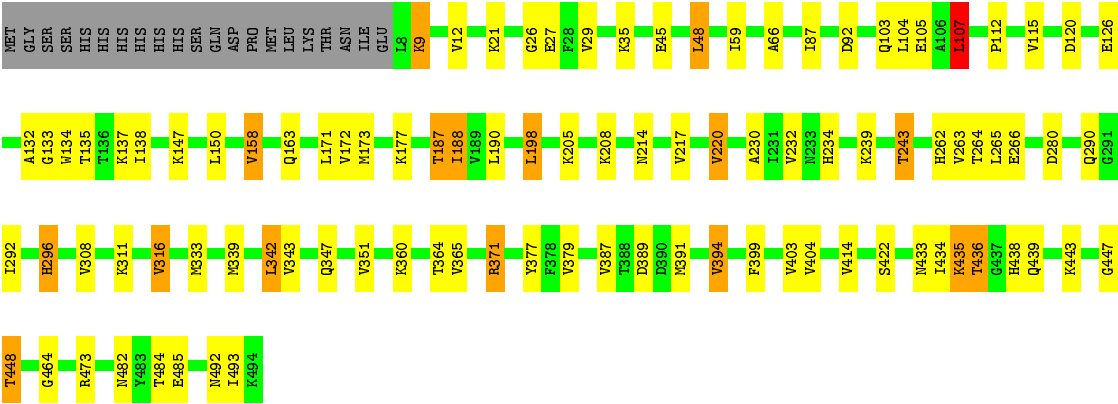 MET GLY SER SER HIS HIS HIS HIS HIS HIS SER GLN ASP PRO MET LEU LYS THR ASN ILE GLU L8 K9 V12 K21 G26 E27 F28 V29 K35 E45 L48 I59 A66 I87 D92 Q103 L104 E105 A106 L107 P112 V115 D120 E126
A132 G133 W134 T135 T136 K137 I138 K147 L150 V158 Q163 L171 V172 M173 K177 T187 I188 V189 L190 L198 K205 K208 N214 V217 V220 A230 I231 V232 N233 H234 K239 T243 H262 V263 T264 L265 E266 D280 Q290 G291
I292 H296 V308 K311 V316 M333 M339 L342 V343 Q347 V351 K360 T364 V365 R371 Y377 F378 V379 V387 T388 D389 D390 M391 V394 F399 V403 V404 V414 S422 N433 I434 K435 T436 G437 H438 Q439 K443 G447
T448 G464 R473 N482 Y483 T484 E485 N492 I493 K494